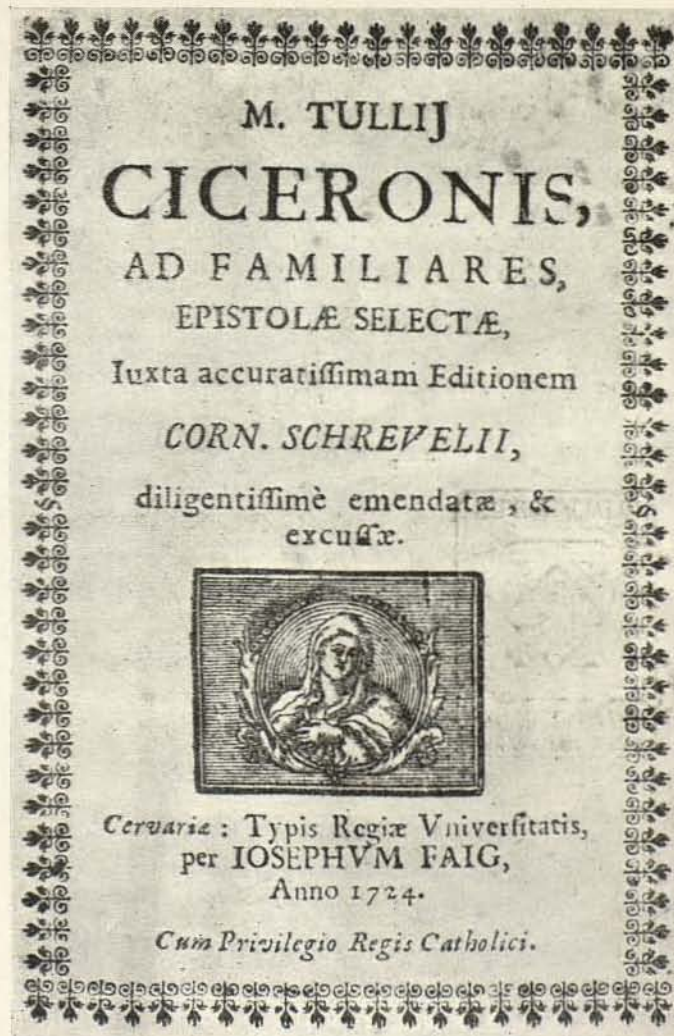 M. TULLIJ
CICERONIS,
AD FAMILIARES,
EPISTOLÆ SELECTÆ,
Iuxta accuratiſſimam Editionem
CORN. SCHREVELII,
diligentiſſimè emendatæ, &
excuſſæ.
Cervariæ: Typis Regiæ Vniverſitatis,
per IOSEPHVM FAIG,
Anno 1724.
Cum Privilegio Regis Catholici.